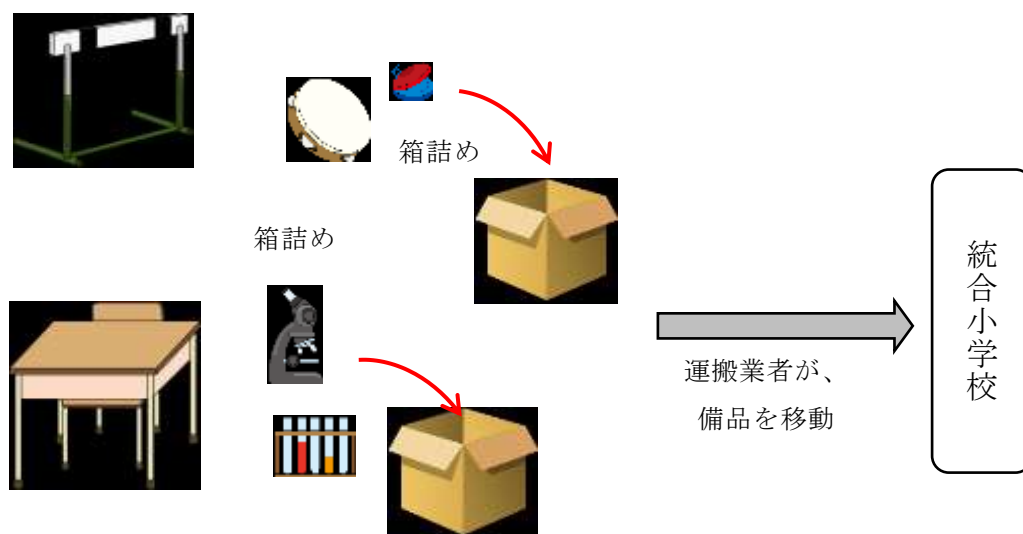 箱詰め
箱詰め
運搬業者が、
備品を移動
統合小学校